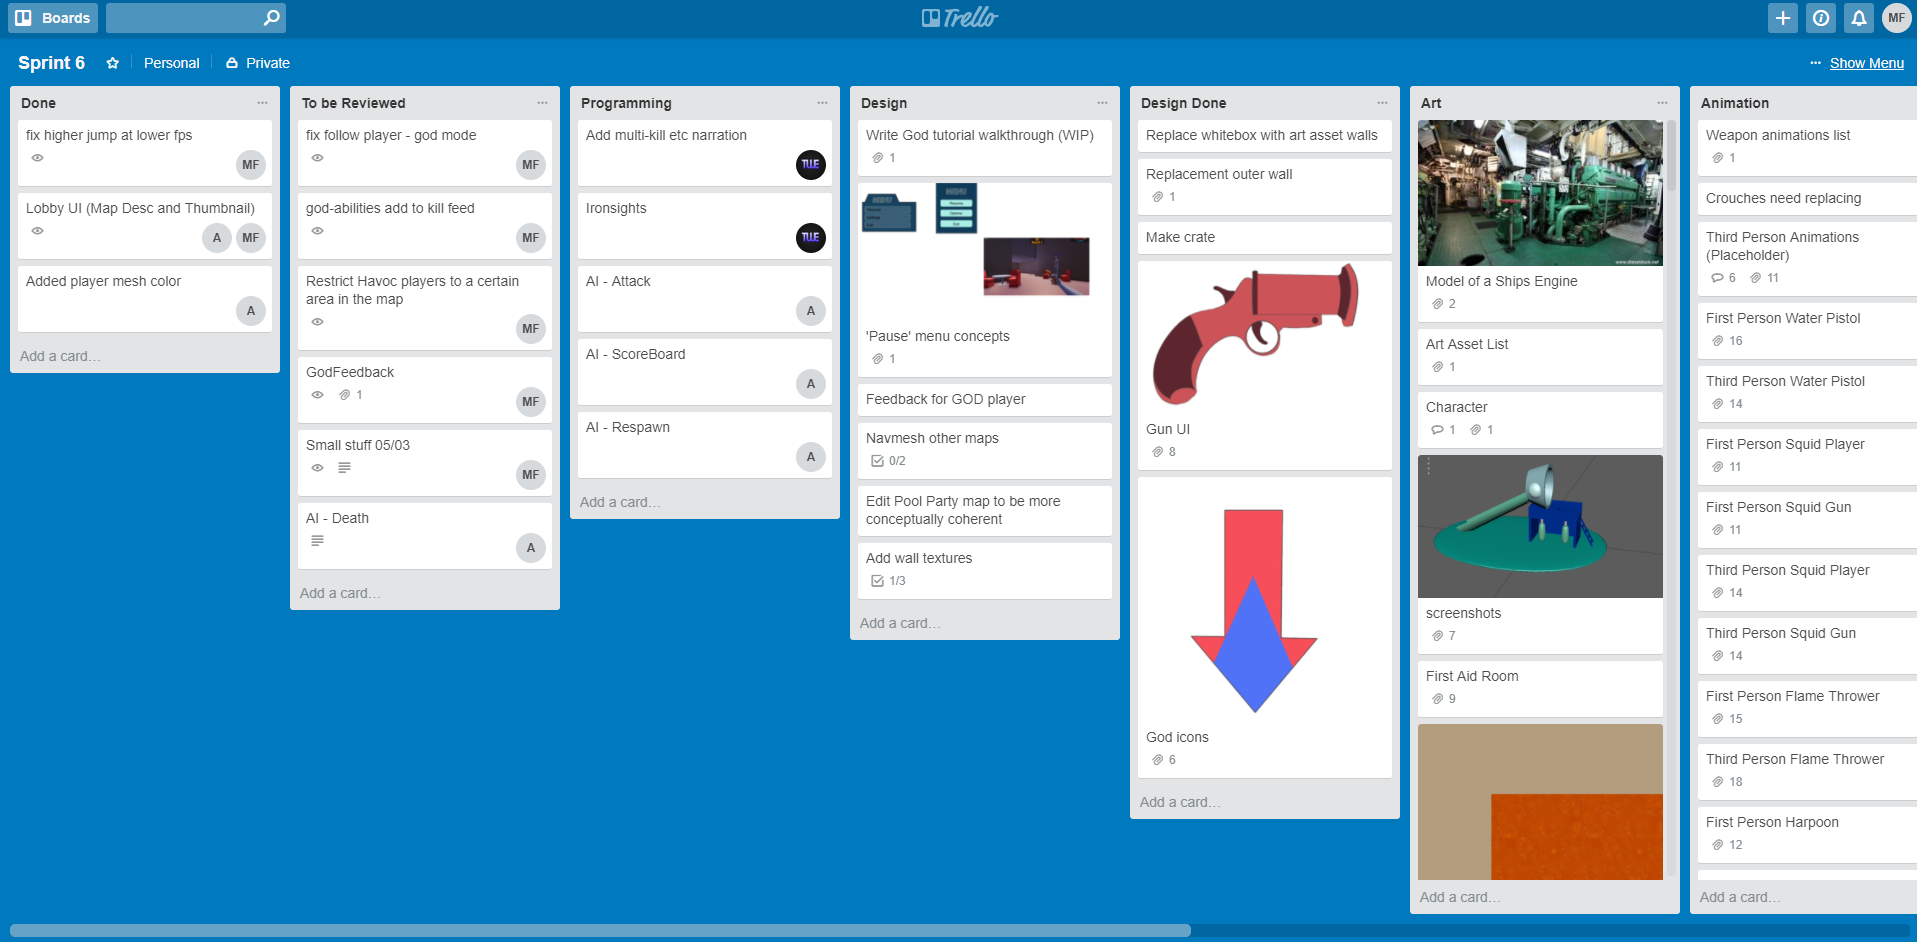 Boards
Trello
MF
Sprint 6
Personal
Private
Show Menu
Done
fix higher jump at lower fps
MF
Lobby UI (Map Desc and Thumbnail)
A
MF
Added player mesh color
A
Add a card...
To be Reviewed
fix follow player - god mode
MF
god-abilities add to kill feed
MF
Restrict Havoc players to a certain
area in the map
MF
GodFeedback
1
MF
Small stuff 05/03
MF
AI - Death
A
Add a card...
Programming
Add multi-kill etc narration
TWE
Ironsights
TWE
AI - Attack
A
AI - ScoreBoard
A
AI - Respawn
A
Add a card...
Design
Write God tutorial walkthrough (WIP)
1
MENU
MENU
'Pause' menu concepts
1
Feedback for GOD player
Navmesh other maps
0/2
Edit Pool Party map to be more
conceptually coherent
Add wall textures
1/3
Add a card...
Design Done
Replace whitebox with art asset walls
Replacement outer wall
1
Make crate
Gun UI
8
God icons
6
Add a card...
Art
Model of a Ships Engine
2
Art Asset List
1
Character
1
1
screenshots
7
First Aid Room
9
Add a card...
Animation
Weapon animations list
1
Crouches need replacing
Third Person Animations
(Placeholder)
6
11
First Person Water Pistol
16
Third Person Water Pistol
14
First Person Squid Player
11
First Person Squid Gun
11
Third Person Squid Player
14
Third Person Squid Gun
14
First Person Flame Thrower
15
Third Person Flame Thrower
18
First Person Harpoon
12
Add a card...